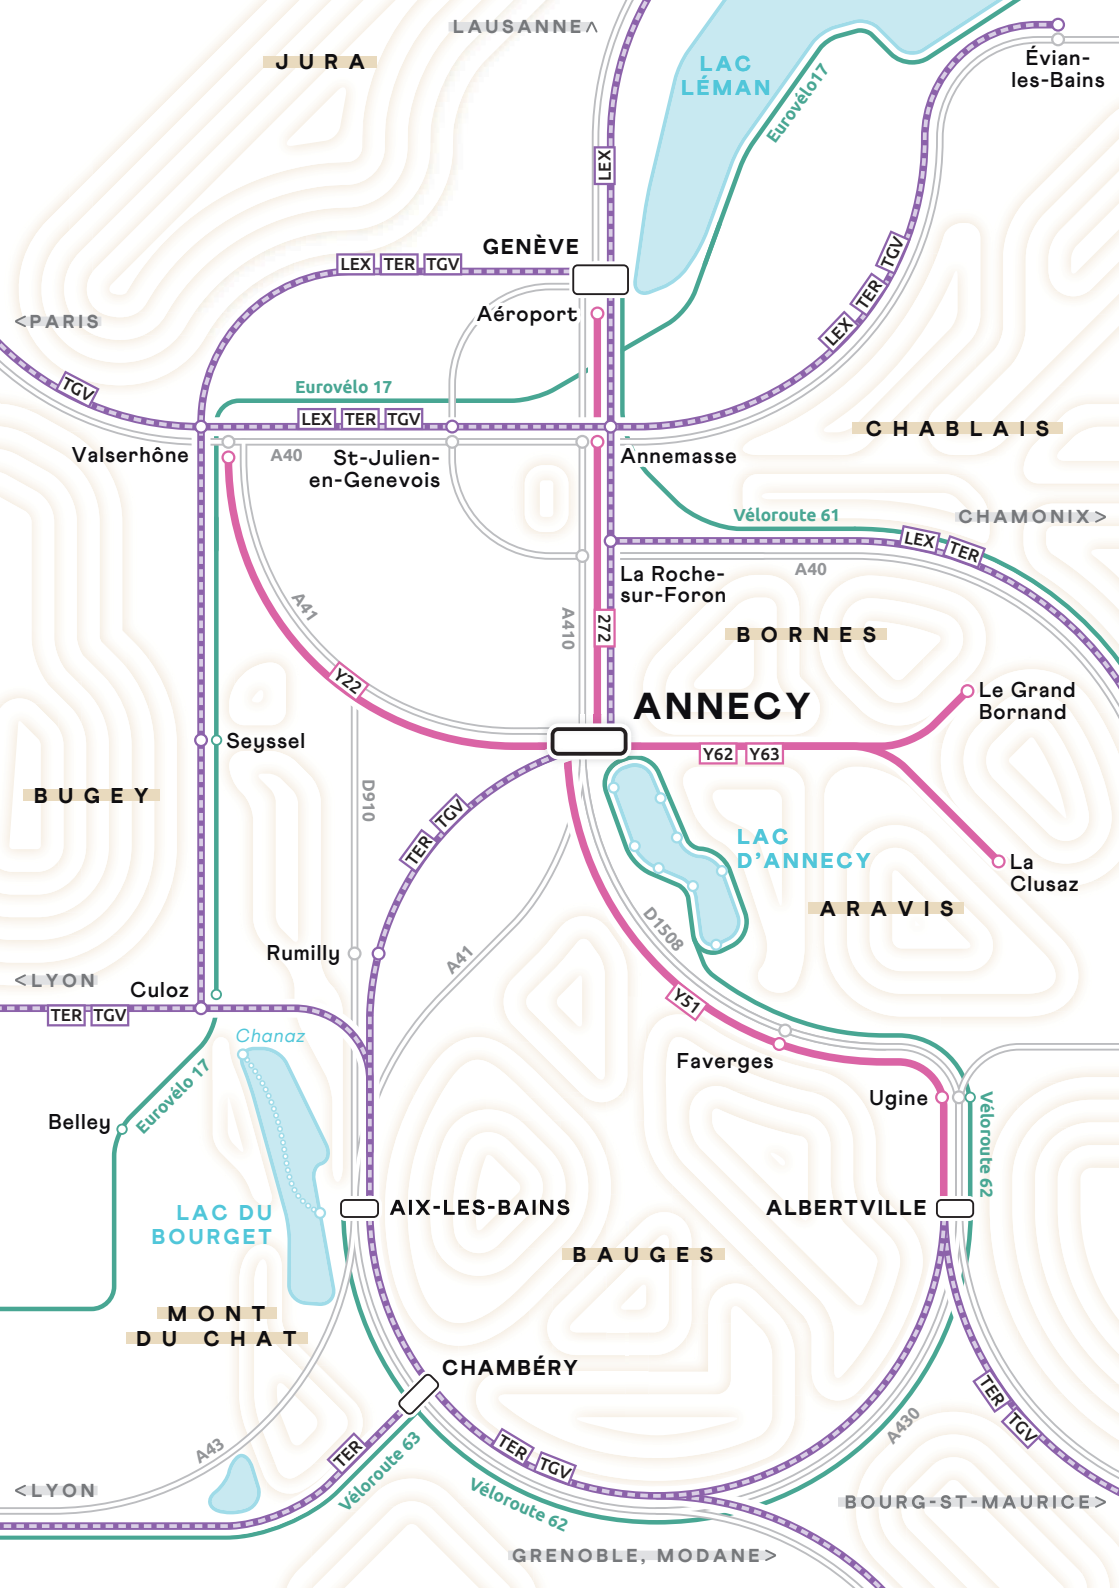 LAUSANNE^
JURA
LAC
LÉMAN
Eurovélo17
Évian-
les-Bains
LEX
GENÈVE
LEX TER TGV
Aéroport
<PARIS
TGV
LEX TER TGV
Eurovélo 17
LEX TER TGV
CHABLAIS
Valserhône
A40
St-Julien-
en-Genevois
Annemasse
Véloroute 61
CHAMONIX>
LEX TER
A40
La Roche-
sur-Foron
A41
A410
272
BORNES
Y22
ANNECY
Le Grand
Bornand
Seyssel
Y62 Y63
BUGEY
D910
TER TGV
LAC
D'ANNECY
La
Clusaz
ARAVIS
D1508
Rumilly
A41
<LYON
Culoz
TER TGV
Y51
Chanaz
Eurovélo 17
Faverges
Belley
Ugine
Véloroute 62
LAC DU
BOURGET
AIX-LES-BAINS
ALBERTVILLE
BAUGES
MONT
DU CHAT
CHAMBÉRY
TER TGV
A430
A43
TER
TER TGV
Véloroute 63
Véloroute 62
<LYON
BOURG-ST-MAURICE>
GRENOBLE, MODANE>